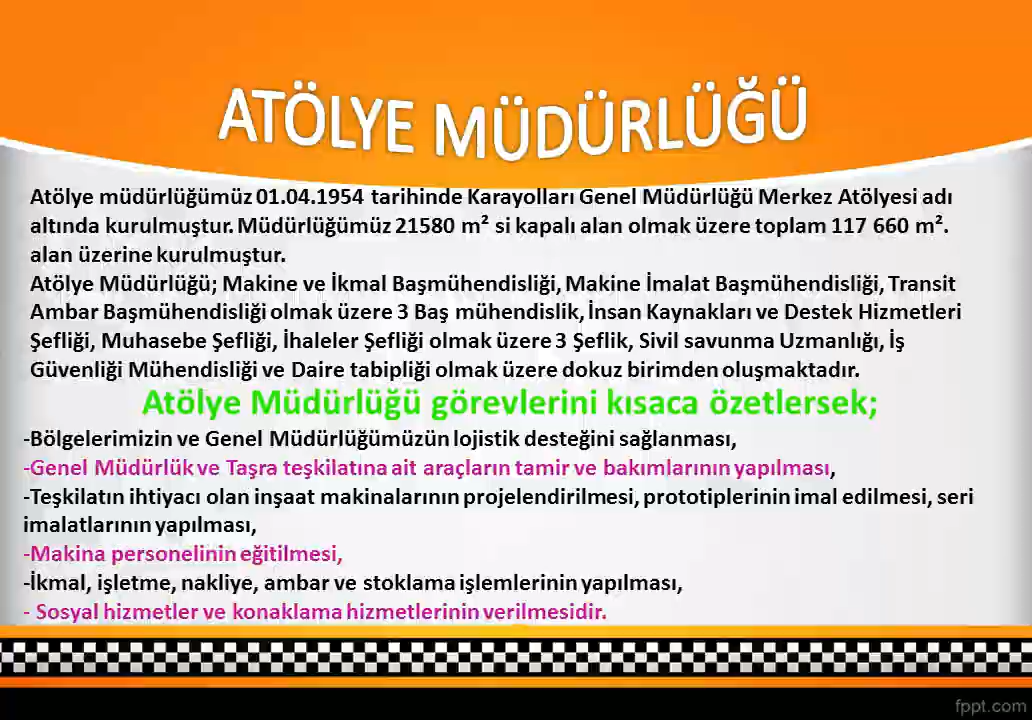 ATÖLYE MÜDÜRLÜĞÜ
Atölye müdürlüğümüz 01.04.1954 tarihinde Karayolları Genel Müdürlüğü Merkez Atölyesi adı
altında kurulmuştur. Müdürlüğümüz 21580 m² si kapalı alan olmak üzere toplam 117 660 m².
alan üzerine kurulmuştur.
Atölye Müdürlüğü; Makine ve İkmal Başmühendisliği, Makine İmalat Başmühendisliği, Transit
Ambar Başmühendisliği olmak üzere 3 Baş mühendislik, İnsan Kaynakları ve Destek Hizmetleri
Şefliği, Muhasebe Şefliği, İhaleler Şefliği olmak üzere 3 Şeflik, Sivil savunma Uzmanlığı, İş
Güvenliği Mühendisliği ve Daire tabipliği olmak üzere dokuz birimden oluşmaktadır.
Atölye Müdürlüğü görevlerini kısaca özetlersek;
-Bölgelerimizin ve Genel Müdürlüğümüzün lojistik desteğini sağlanması,
-Genel Müdürlük ve Taşra teşkilatına ait araçların tamir ve bakımlarının yapılması,
-Teşkilatın ihtiyacı olan inşaat makinalarının projelendirilmesi, prototiplerinin imal edilmesi, seri
imalatlarının yapılması,
-Makina personelinin eğitilmesi,
-İkmal, işletme, nakliye, ambar ve stoklama işlemlerinin yapılması,
- Sosyal hizmetler ve konaklama hizmetlerinin verilmesidir.
fppt.com